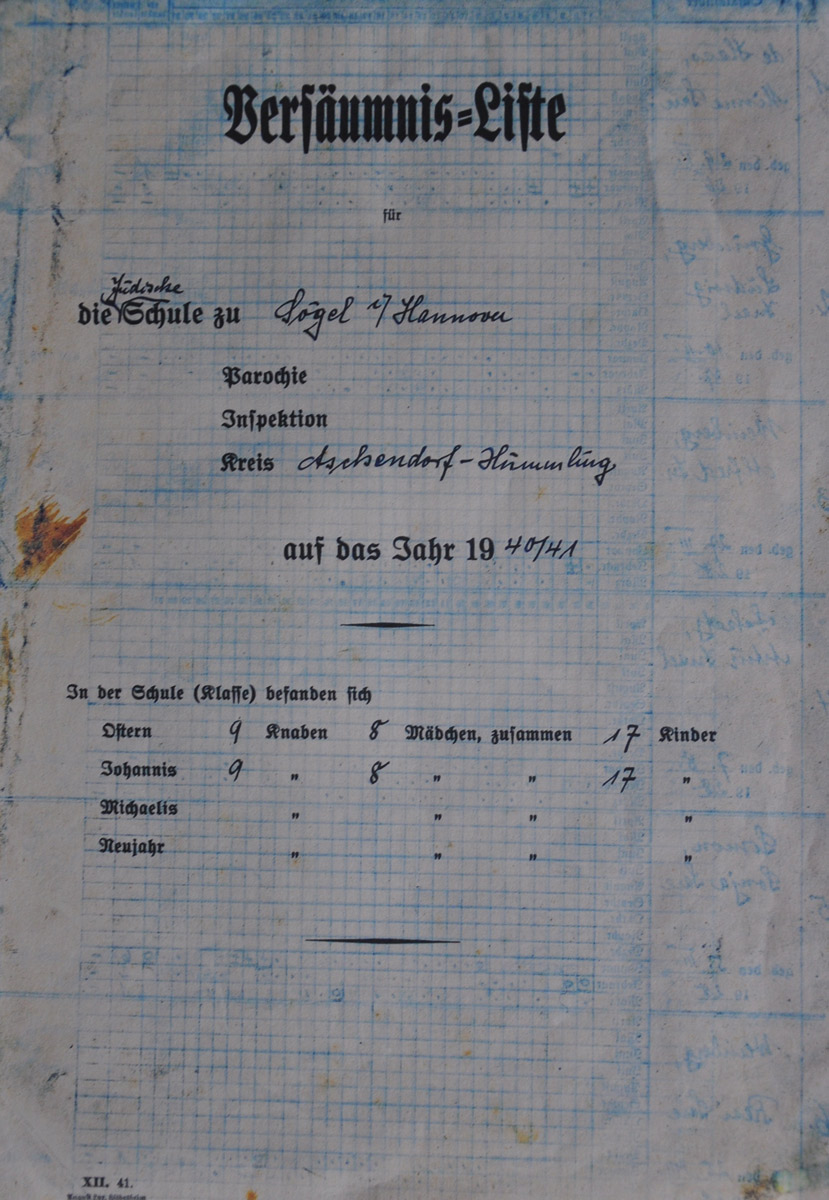 Versäumnis-Liste
für
Jüdische
die Schule zu Sögel i/Hannover
Parochie
Inspektion
Kreis Aschendorf-Hümmling
auf das Jahr 1940/41
In der Schule (Klasse) befanden sich
Ostern 9 Knaben 8 Mädchen, zusammen 17 Kinder
Johannis 9 " 8 " " 17 "
Michaelis " " " "
Neujahr " " " "
XII. 41.